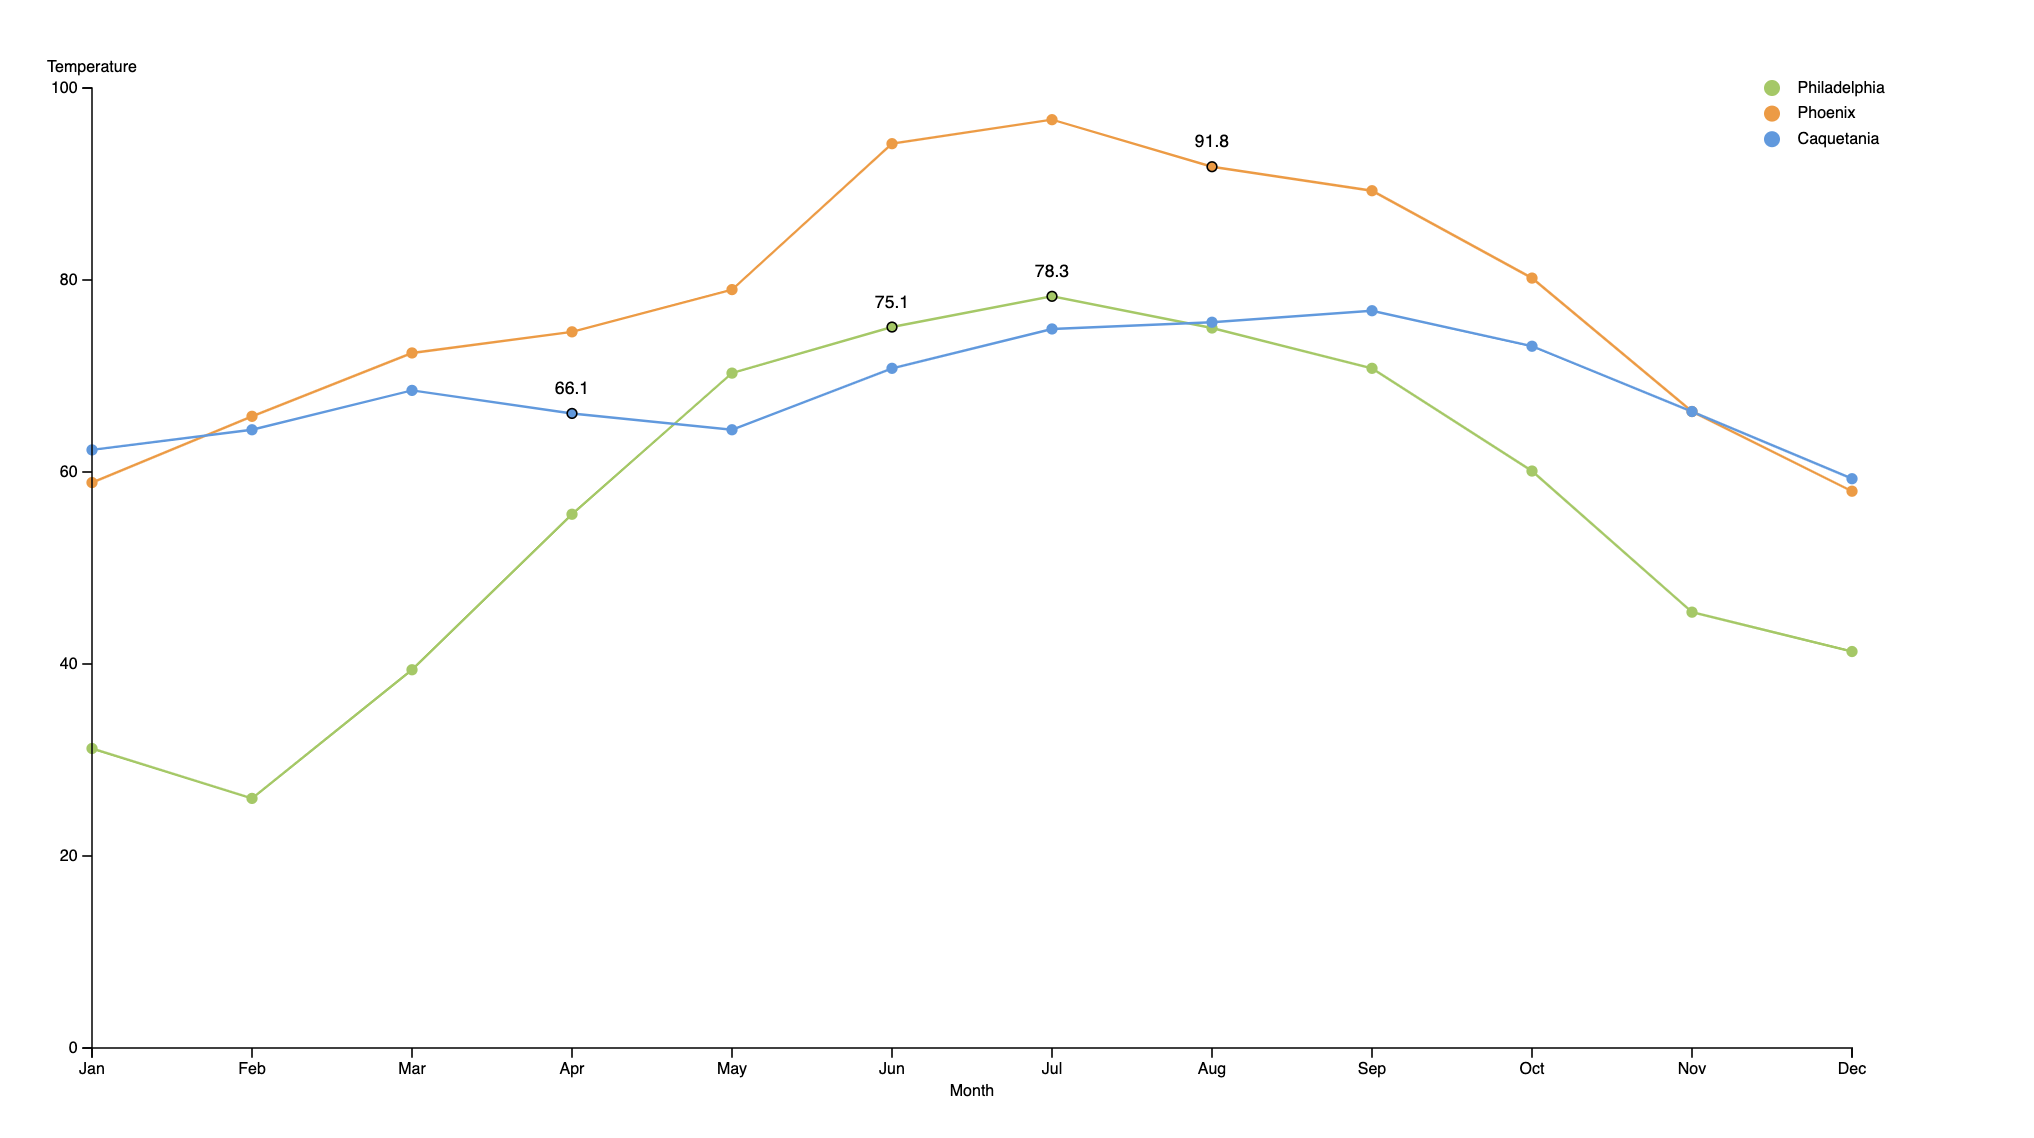 Temperature
100
80
60
40
20
0
Philadelphia
Phoenix
Caquetania
91.8
78.3
75.1
66.1
Jan Feb Mar Apr May Jun Jul Aug Sep Oct Nov Dec
Month